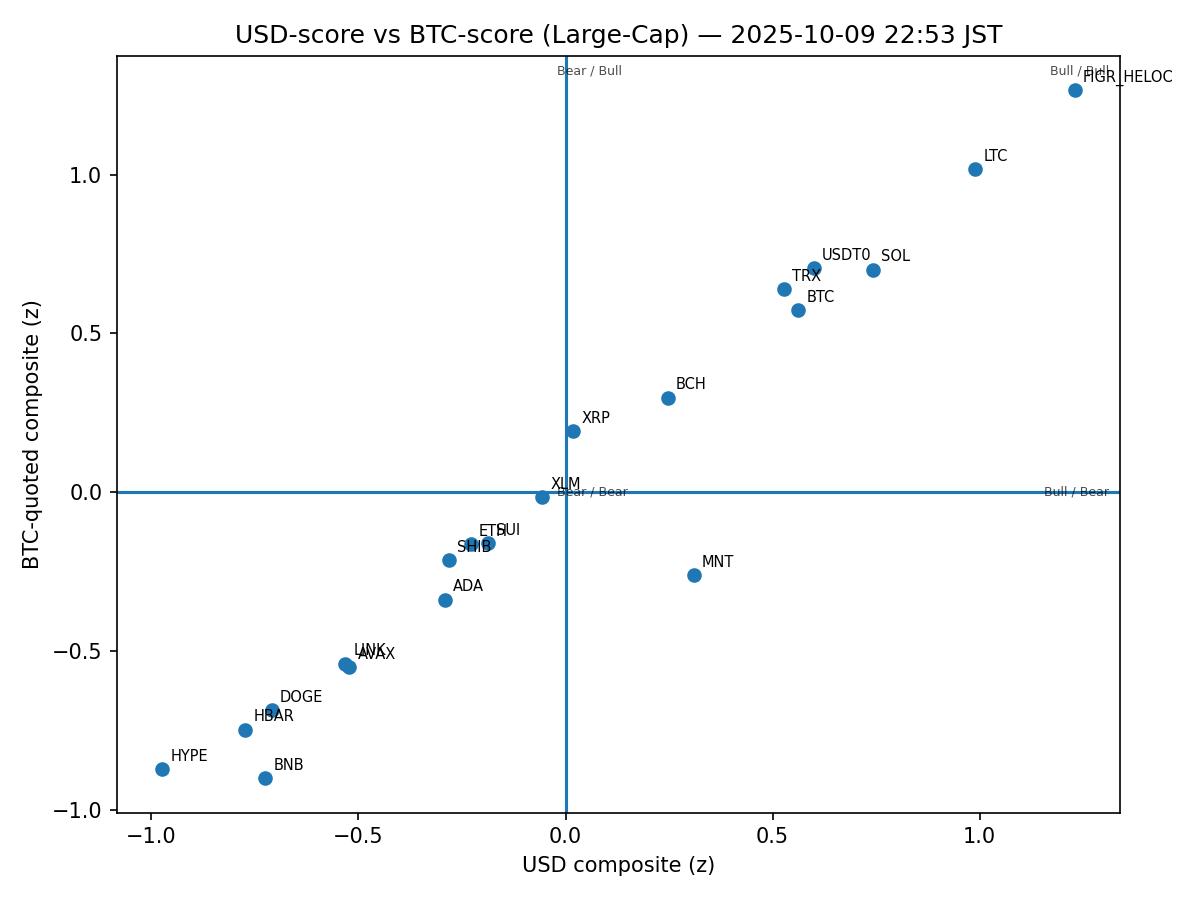 USD-score vs BTC-score (Large-Cap) — 2025-10-09 22:53 JST
Bear / Bull
Bull / Bull
FIGR_HELOC
LTC
1.0
USDT0
SOL
TRX
BTC
0.5
BCH
XRP
XLM
0.0
Bear / Bear
Bull / Bear
ETH
SUI
SHIB
MNT
ADA
LINK
AVAX
−0.5
DOGE
HBAR
HYPE
BNB
−1.0
−1.0
−0.5
0.0
0.5
1.0
USD composite (z)
BTC-quoted composite (z)